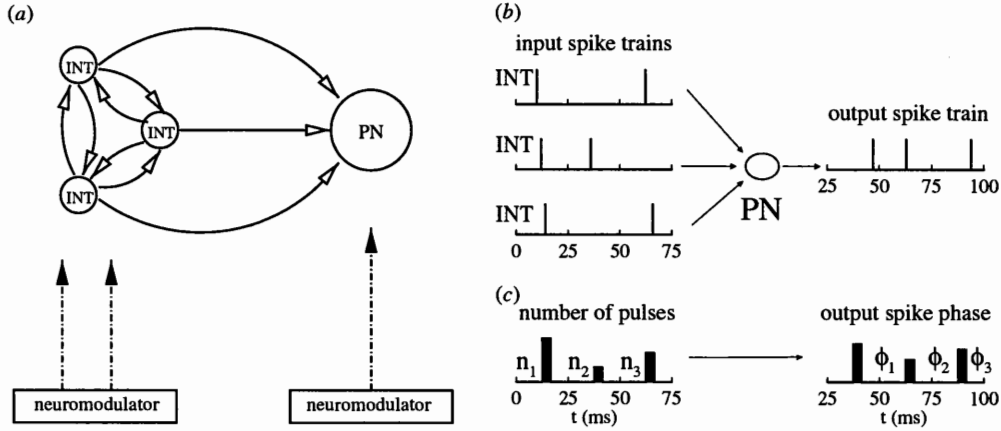 (a)
INT
INT
PN
INT
neuromodulator
neuromodulator
(b)
input spike trains
INT
INT
INT
0 25 50 75
output spike train
PN
25 50 75 100
(c)
number of pulses
n1 n2 n3
0 25 50 75
t (ms)
output spike phase
ϕ1 ϕ2 ϕ3
25 50 75 100
t (ms)